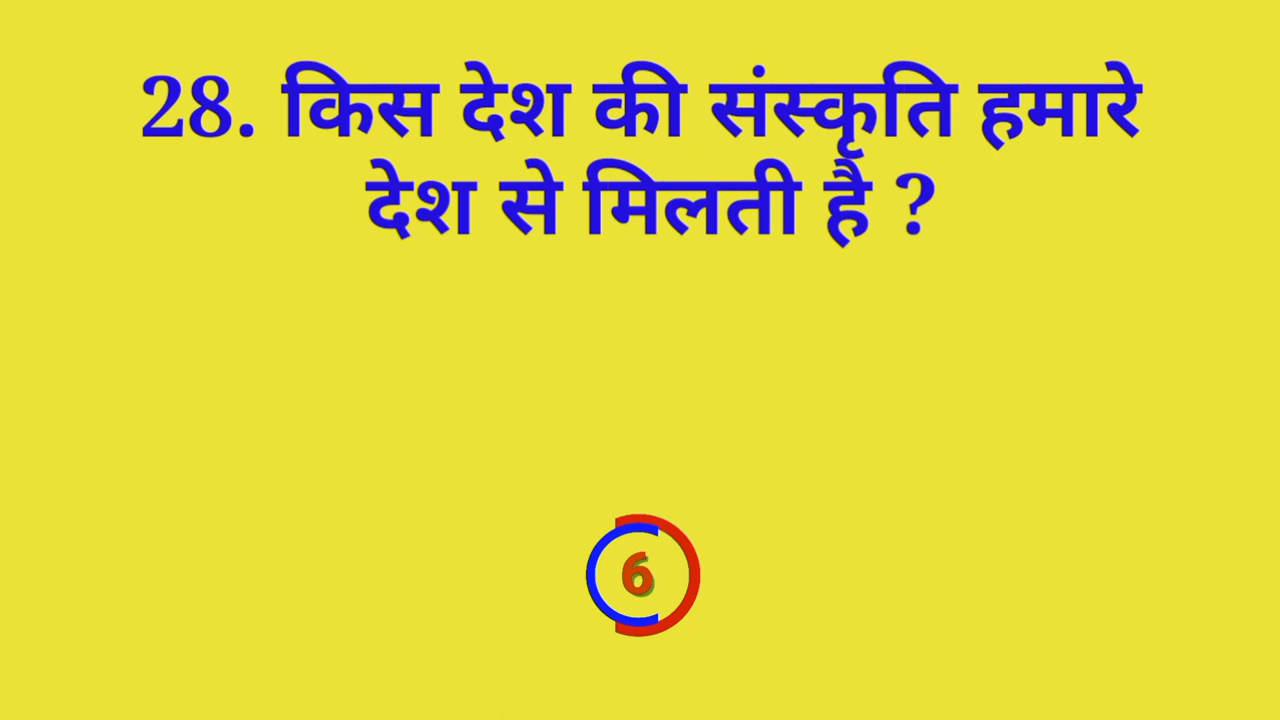 28. किस देश की संस्कृति हमारे
देश से मिलती है ?
6